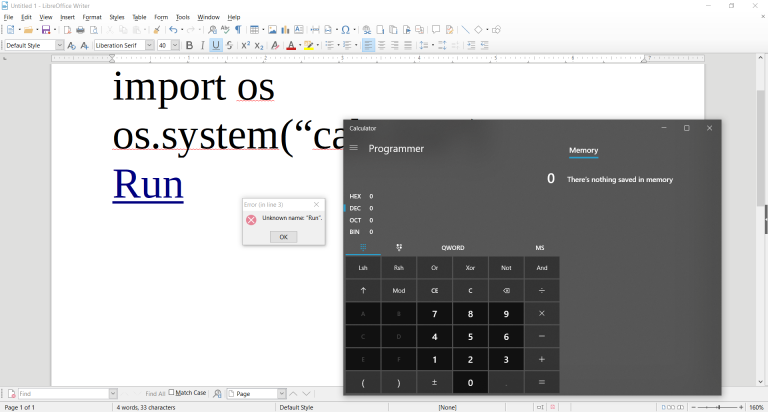 Untitled 1 - LibreOffice Writer
File Edit View Insert Format Styles Table Form Tools Window Help
Default Style Liberation Serif 40 B I U S X² X₂
import os
os.system(“ca
Run
Error (in line 3)
Unknown name: "Run".
OK
Calculator
Programmer
Memory
0
There's nothing saved in memory
HEX 0
DEC 0
OCT 0
BIN 0
QWORD MS
Lsh Rsh Or Xor Not And
↑ Mod CE C ⌫ ÷
A B 7 8 9 ×
C D 4 5 6 −
E F 1 2 3 +
( ) ± 0 . =
Find Find All Match Case Page
Page 1 of 1 4 words, 33 characters Default Style [None] 160%